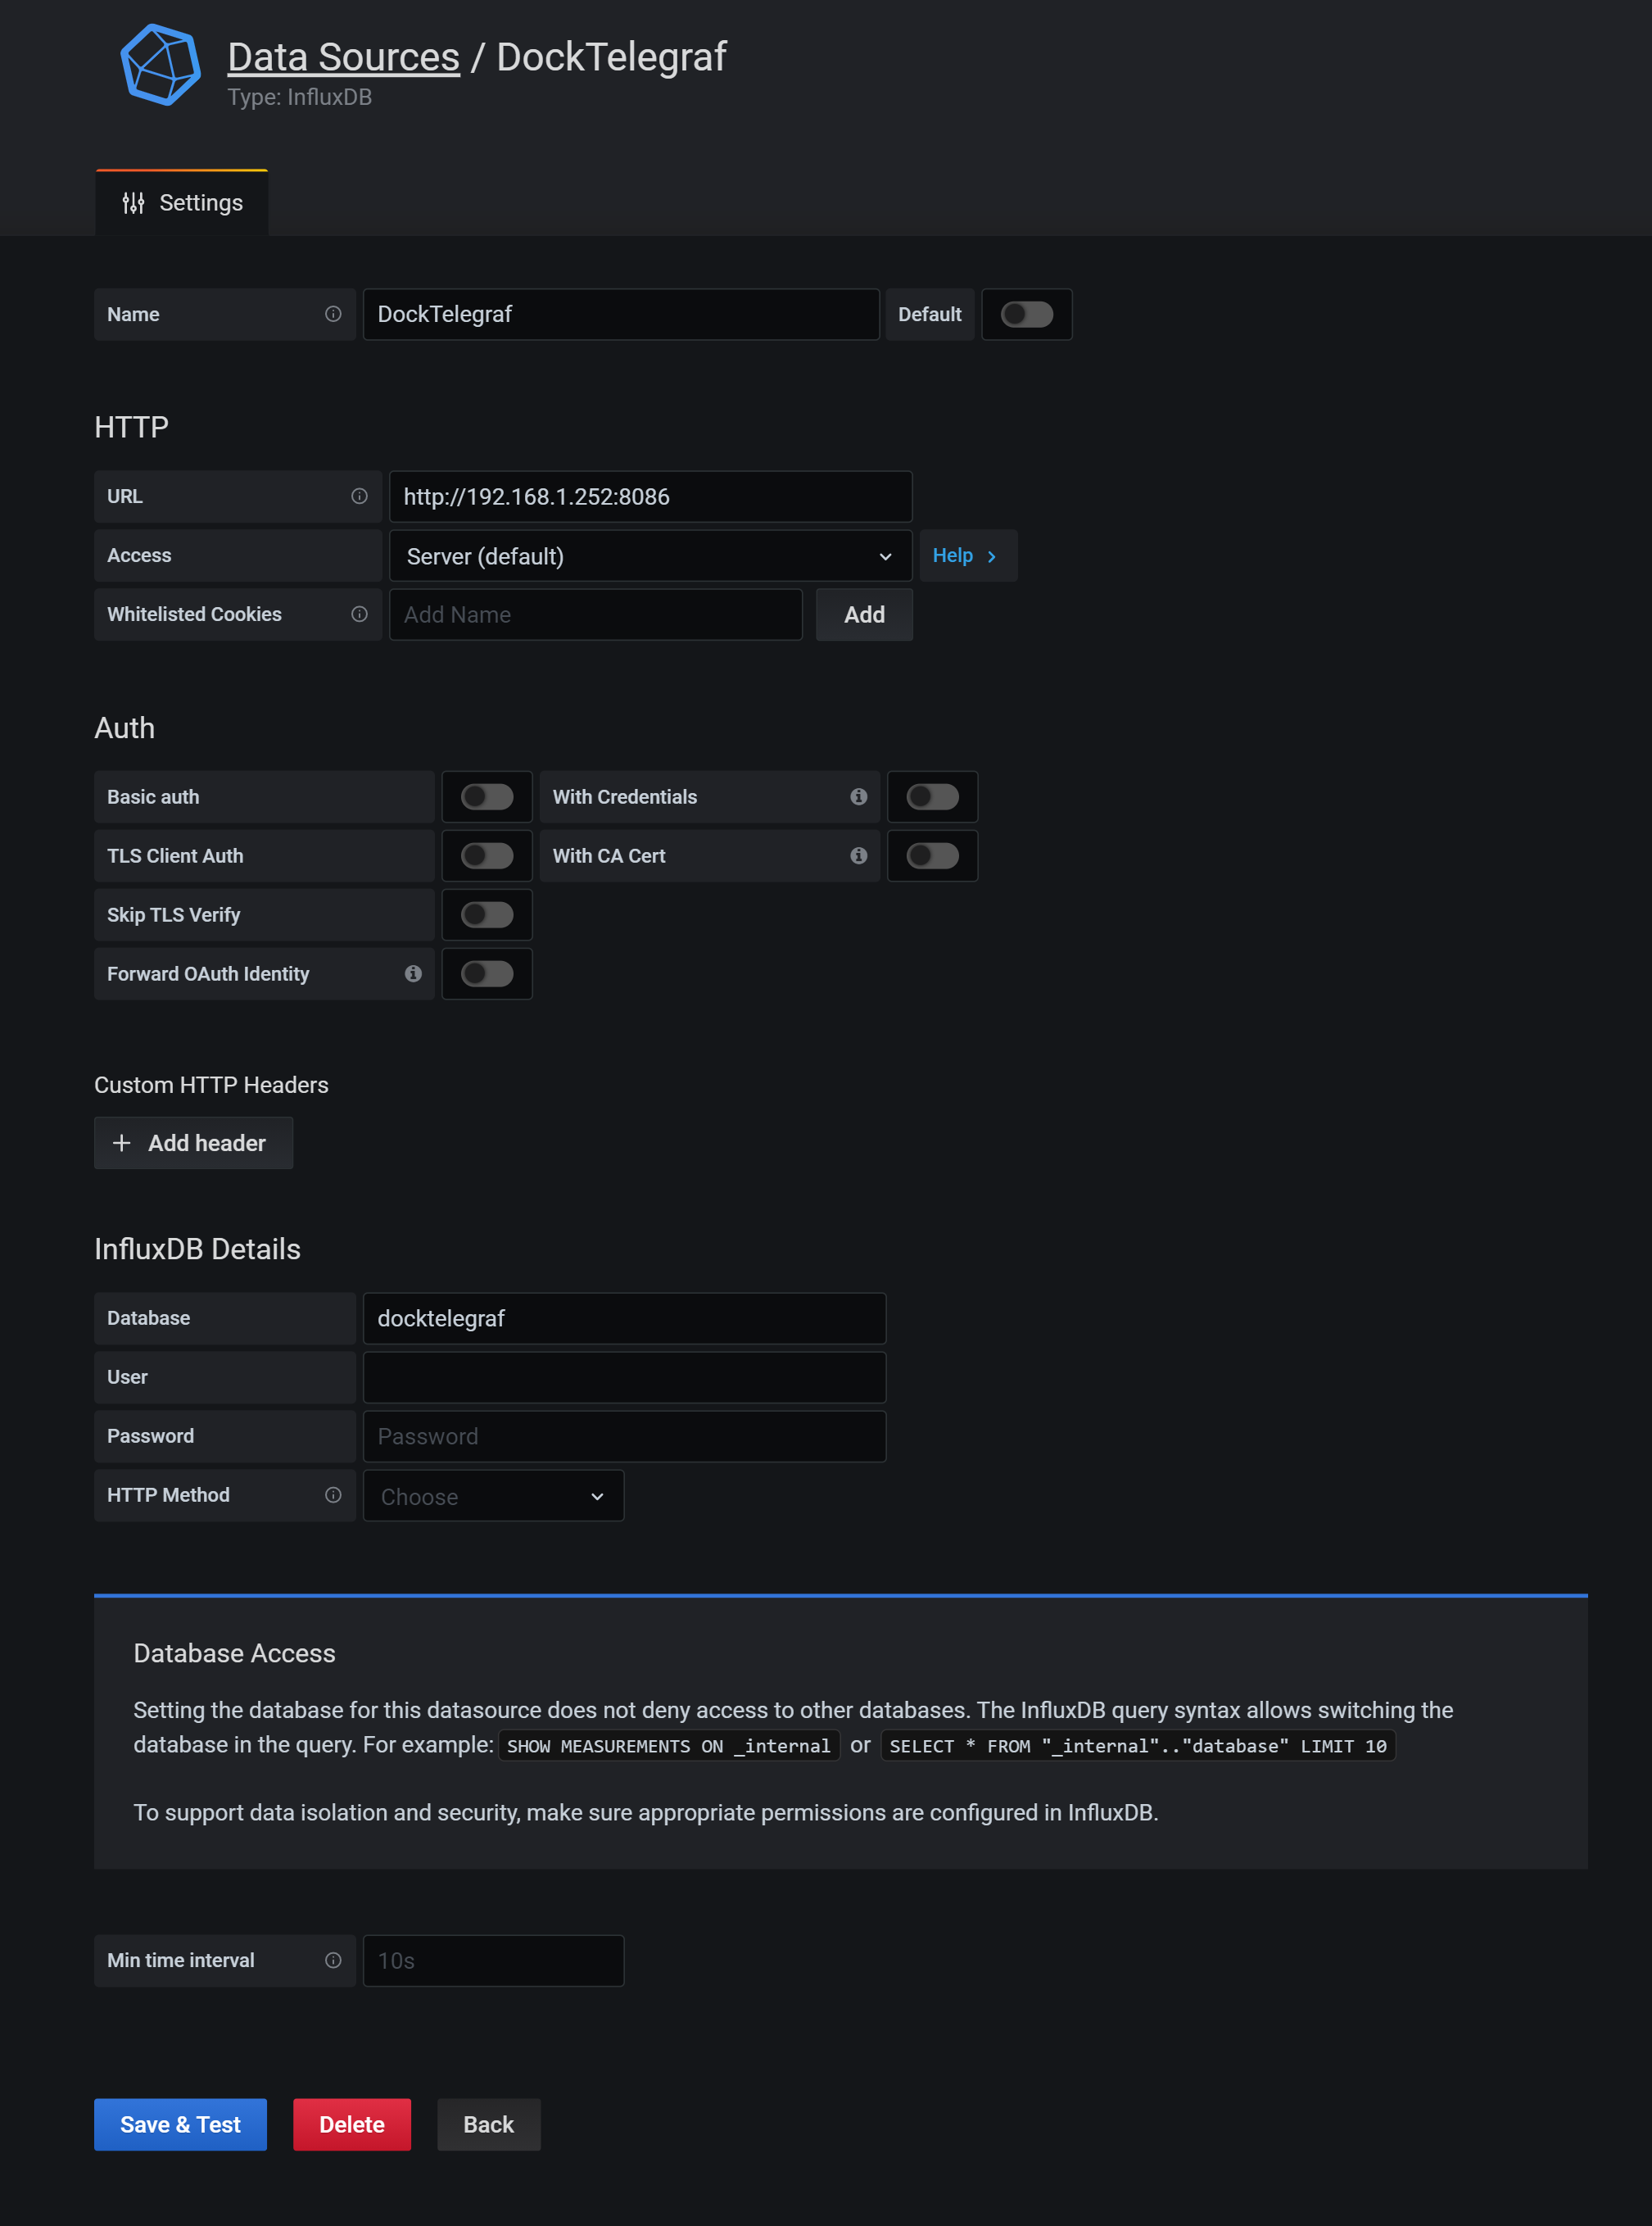 Data Sources / DockTelegraf
Type: InfluxDB
Settings
Name DockTelegraf Default
HTTP
URL http://192.168.1.252:8086
Access Server (default) Help
Whitelisted Cookies Add Name Add
Auth
Basic auth With Credentials
TLS Client Auth With CA Cert
Skip TLS Verify
Forward OAuth Identity
Custom HTTP Headers
Add header
InfluxDB Details
Database docktelegraf
User
Password Password
HTTP Method Choose
Database Access
Setting the database for this datasource does not deny access to other databases. The InfluxDB query syntax allows switching the
database in the query. For example: SHOW MEASUREMENTS ON _internal or SELECT * FROM "_internal".."database" LIMIT 10
To support data isolation and security, make sure appropriate permissions are configured in InfluxDB.
Min time interval 10s
Save & Test Delete Back